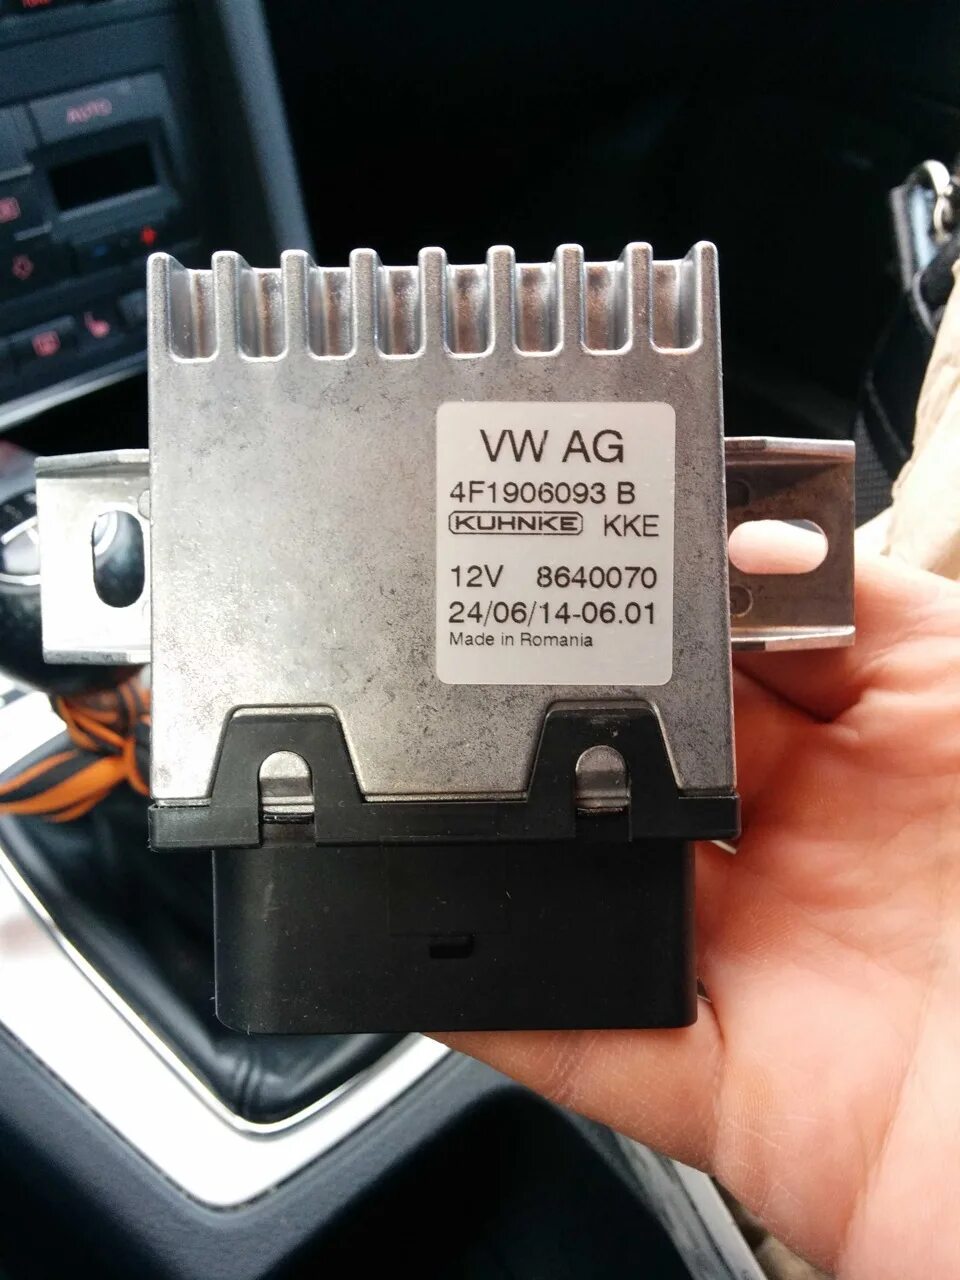 AUTO
VW AG
4F1906093 B
KUHNKE KKE
12V 8640070
24/06/14-06.01
Made in Romania